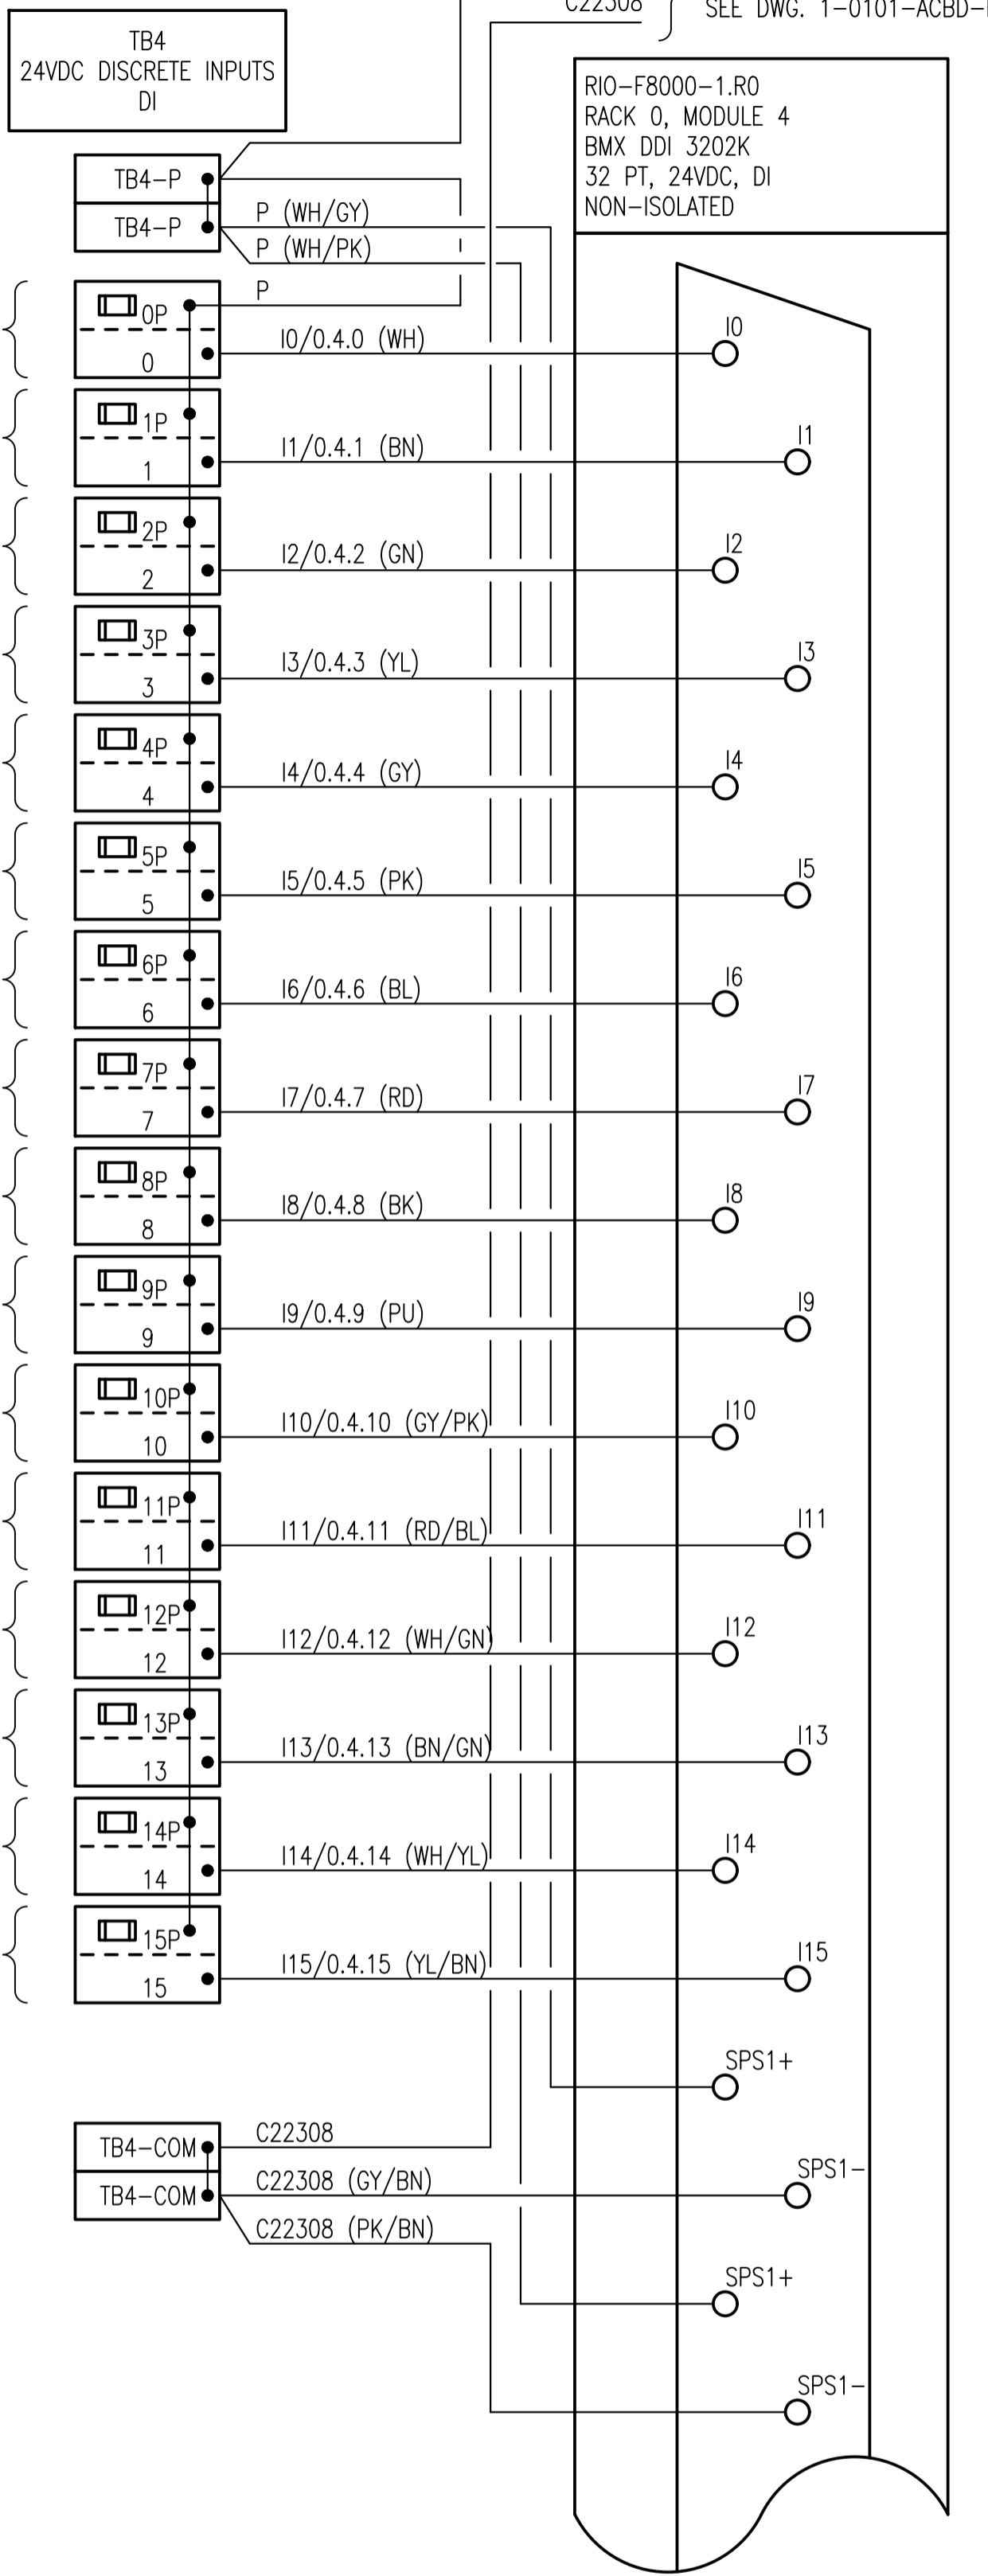 C22308
SEE DWG. 1-0101-ACBD-
TB4
24VDC DISCRETE INPUTS
DI
RIO-F8000-1.R0
RACK 0, MODULE 4
BMX DDI 3202K
32 PT, 24VDC, DI
NON-ISOLATED
TB4-P
TB4-P
P (WH/GY)
P (WH/PK)
P
0P
0
I0/0.4.0 (WH)
I0
1P
1
I1/0.4.1 (BN)
I1
2P
2
I2/0.4.2 (GN)
I2
3P
3
I3/0.4.3 (YL)
I3
4P
4
I4/0.4.4 (GY)
I4
5P
5
I5/0.4.5 (PK)
I5
6P
6
I6/0.4.6 (BL)
I6
7P
7
I7/0.4.7 (RD)
I7
8P
8
I8/0.4.8 (BK)
I8
9P
9
I9/0.4.9 (PU)
I9
10P
10
I10/0.4.10 (GY/PK)
I10
11P
11
I11/0.4.11 (RD/BL)
I11
12P
12
I12/0.4.12 (WH/GN)
I12
13P
13
I13/0.4.13 (BN/GN)
I13
14P
14
I14/0.4.14 (WH/YL)
I14
15P
15
I15/0.4.15 (YL/BN)
I15
SPS1+
TB4-COM
C22308
TB4-COM
C22308 (GY/BN)
SPS1-
C22308 (PK/BN)
SPS1+
SPS1-